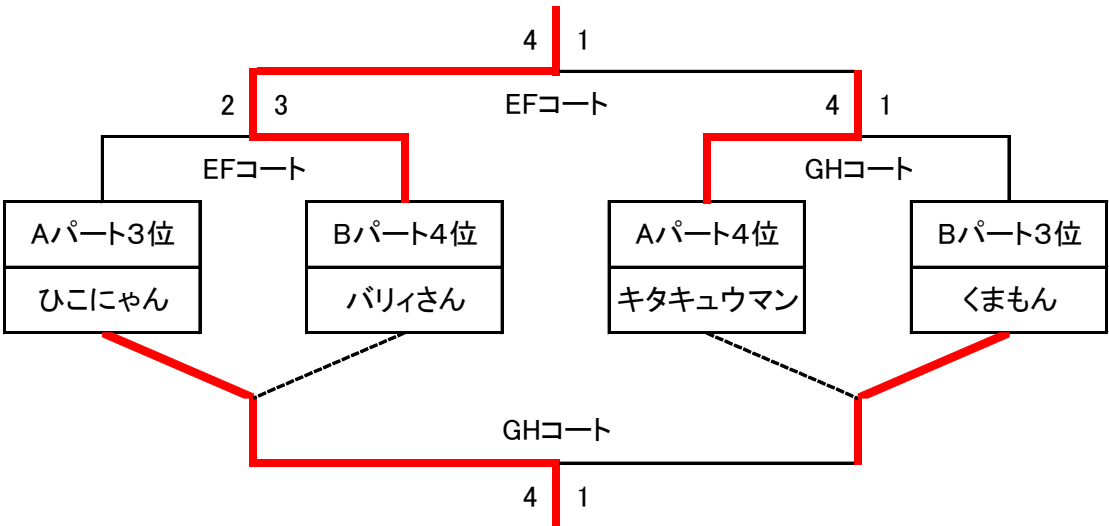 4 1
2 3
EFコート
4 1
EFコート
GHコート
Aパート3位
Bパート4位
Aパート4位
Bパート3位
ひこにゃん
バリィさん
キタキュウマン
くまもん
GHコート
4 1